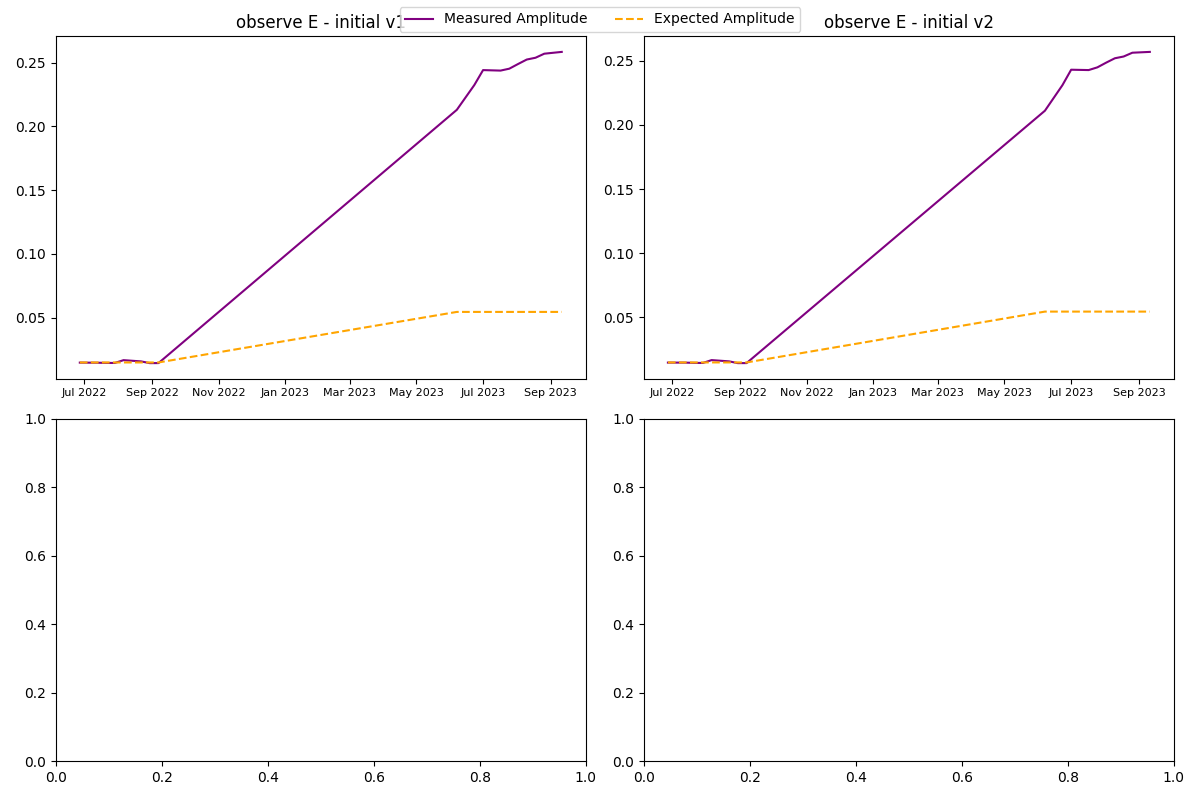 Measured Amplitude Expected Amplitude
observe E - initial v1 observe E - initial v2
0.25 0.25
0.20 0.20
0.15 0.15
0.10 0.10
0.05 0.05
Jul 2022 Sep 2022 Nov 2022 Jan 2023 Mar 2023 May 2023 Jul 2023 Sep 2023 Jul 2022 Sep 2022 Nov 2022 Jan 2023 Mar 2023 May 2023 Jul 2023 Sep 2023
1.0 1.0
0.8 0.8
0.6 0.6
0.4 0.4
0.2 0.2
0.0 0.0
0.0 0.2 0.4 0.6 0.8 1.0 0.0 0.2 0.4 0.6 0.8 1.0